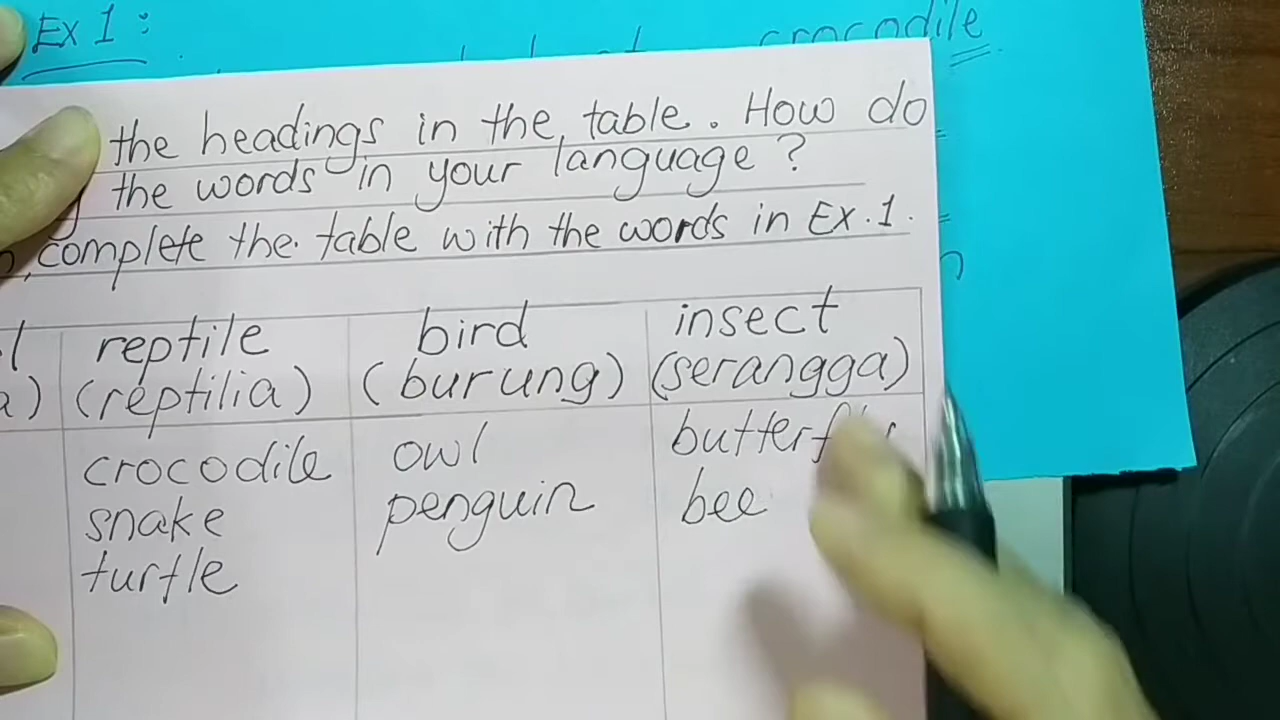 Ex 1 :
crocodile
the headings in the table. How do
the words in your language ?
complete the table with the words in Ex.1.
reptile bird insect
(reptilia) (burung) (serangga)
crocodile owl
snake penguin bee
turtle